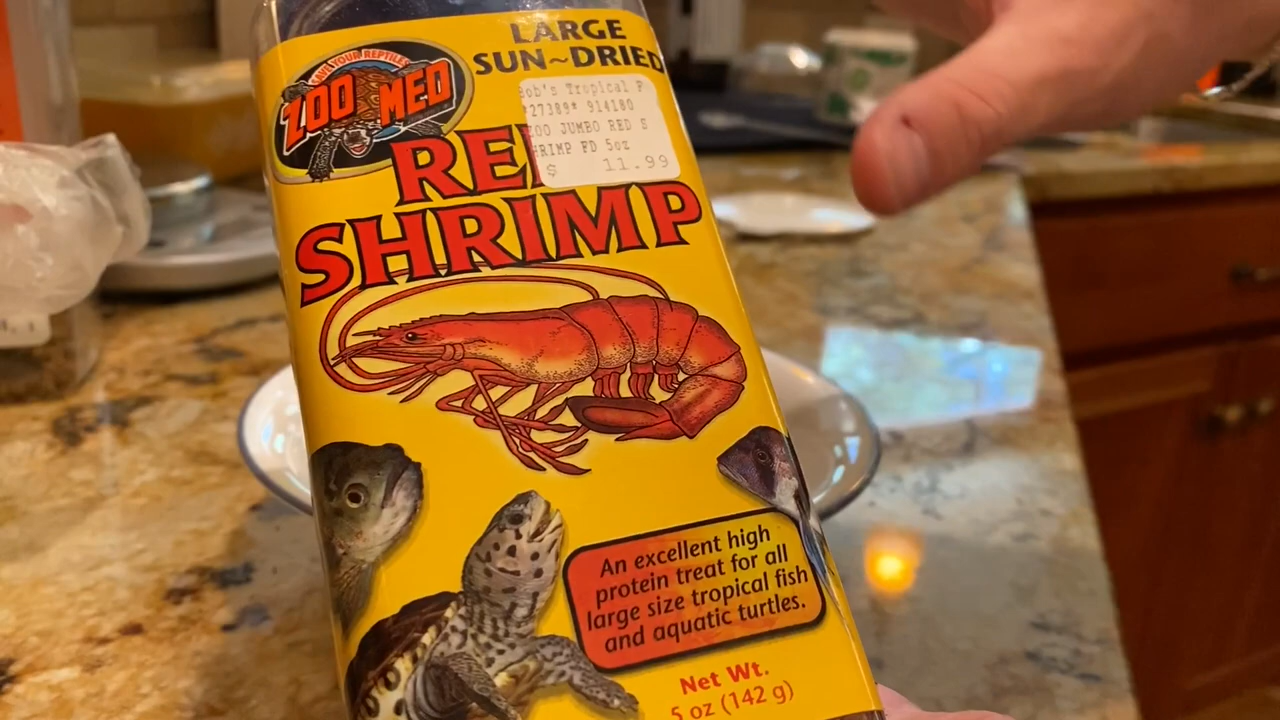 LARGE
SUN~DRIED
SAVE YOUR REPTILES
ZOO MED
Bob's Tropical F
27389* 914180
ZOO JUMBO RED S
HRIMP FD 5oz
$ 11.99
RED
SHRIMP
An excellent high
protein treat for all
large size tropical fish
and aquatic turtles.
Net Wt.
5 oz (142 g)